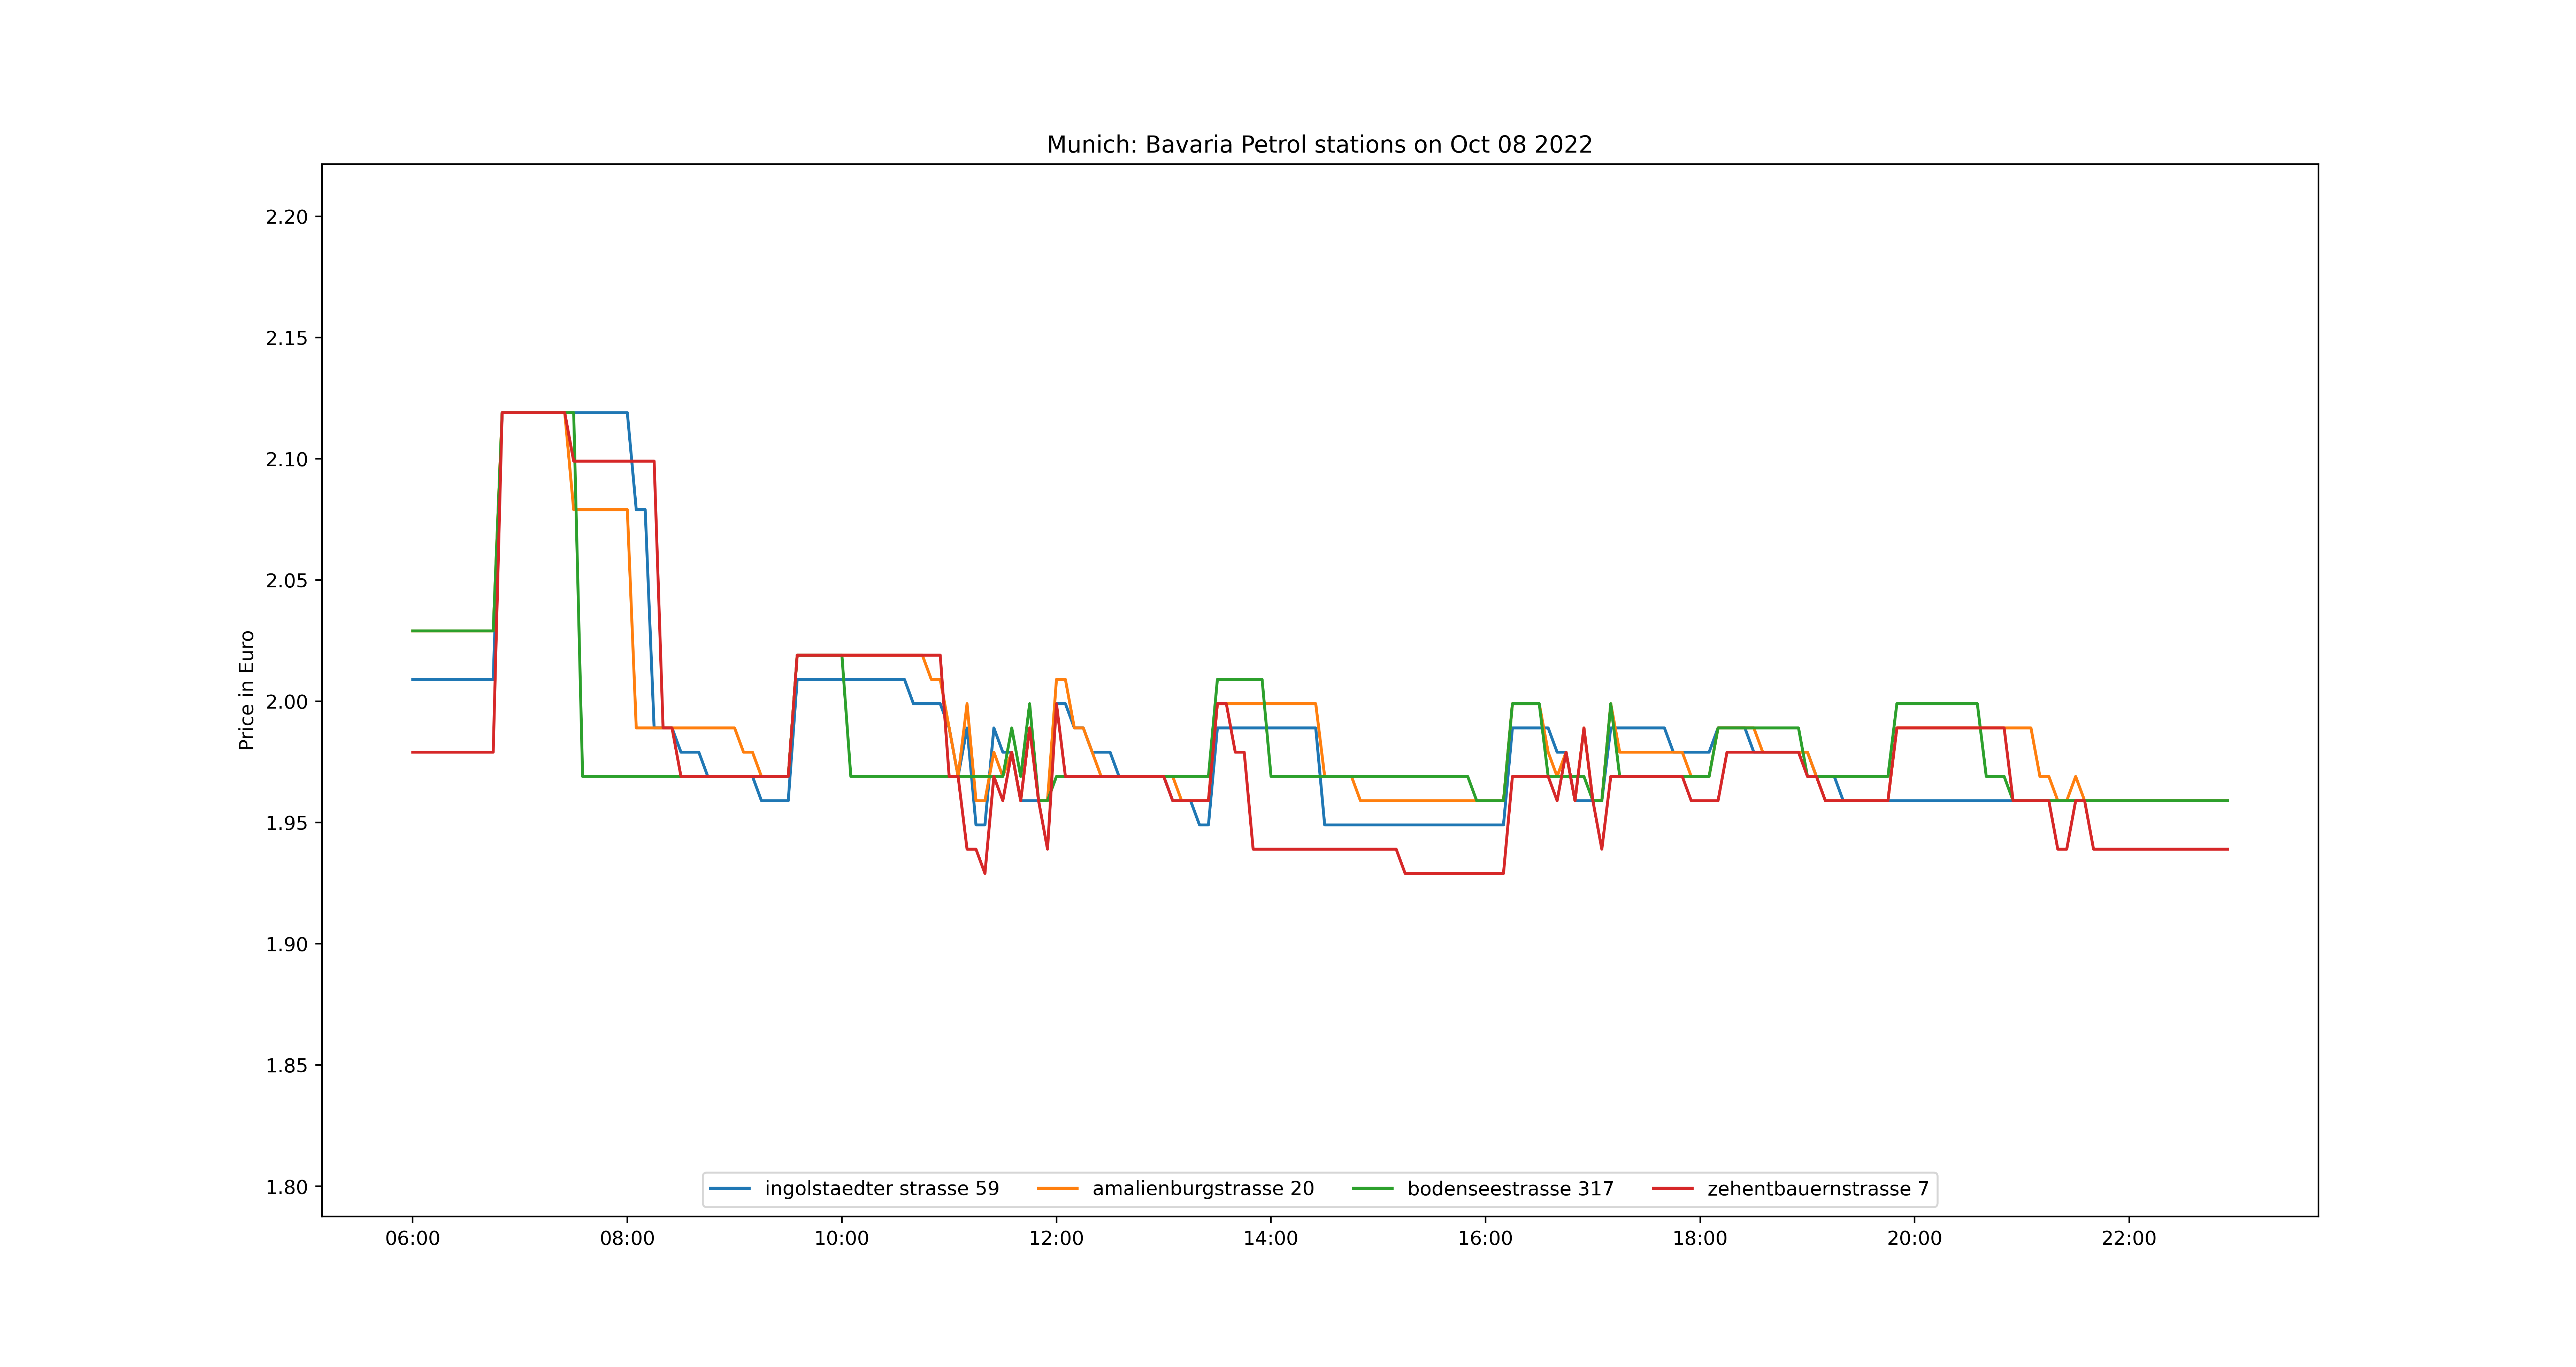 Munich: Bavaria Petrol stations on Oct 08 2022
2.20
2.15
2.10
2.05
2.00
1.95
1.90
1.85
1.80
Price in Euro
ingolstaedter strasse 59 amalienburgstrasse 20 bodenseestrasse 317 zehentbauernstrasse 7
06:00 08:00 10:00 12:00 14:00 16:00 18:00 20:00 22:00